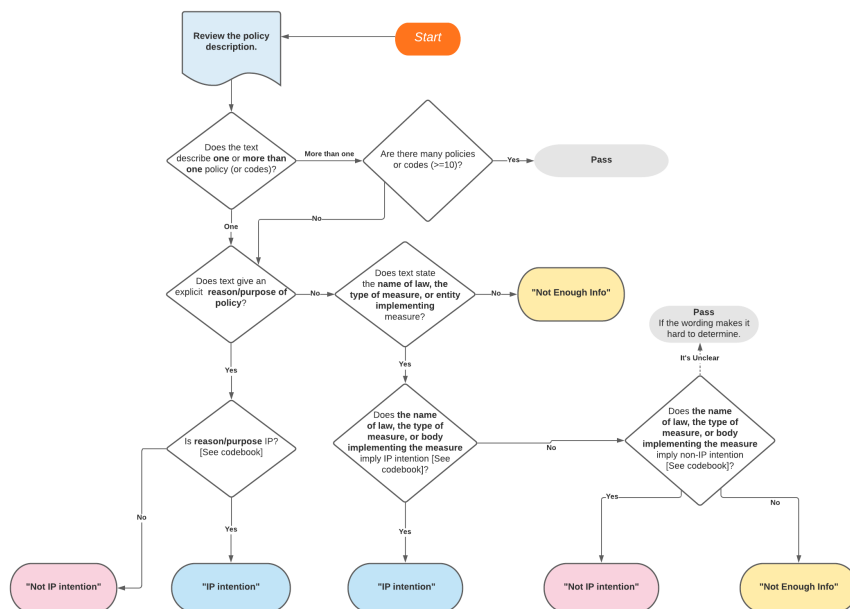 Start
Review the policy
description.
Does the text
describe one or more than
one policy (or codes)?
More than one
Are there many policies
or codes (>=10)?
Yes
Pass
No
One
Does text give an
explicit reason/purpose of
policy?
No
Does text state
the name of law, the
type of measure, or entity
implementing
measure?
No
"Not Enough Info"
Pass
If the wording makes it
hard to determine.
It's Unclear
Yes
Yes
Is reason/purpose IP?
[See codebook]
Does the name
of law, the type of
measure, or body
implementing the measure
imply IP intention [See
codebook]?
No
Does the name
of law, the type of
measure, or body
implementing the measure
imply non-IP intention
[See codebook]?
Yes
No
No
Yes
Yes
"Not IP intention"
"IP intention"
"IP intention"
"Not IP intention"
"Not Enough Info"